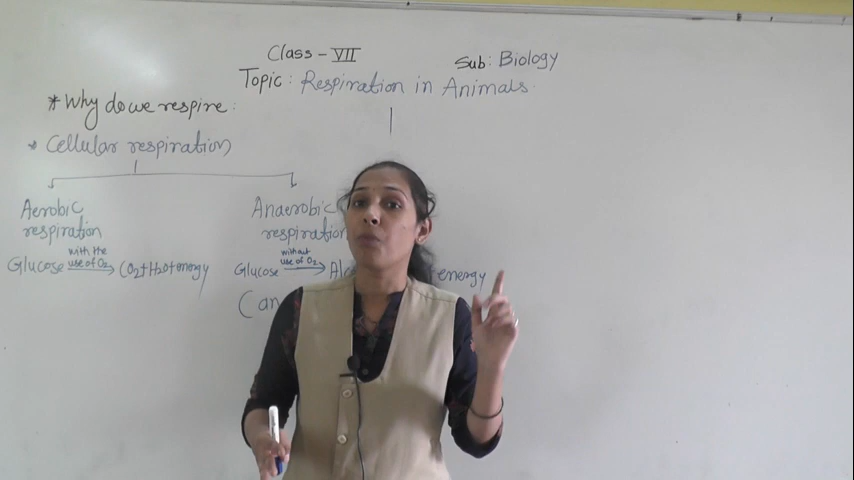 Class - VII
Sub: Biology
Topic: Respiration in Animals.
* Why do we respire:
* Cellular respiration
Aerobic respiration
Glucose with the use of O2 → CO2 + H2O + energy
Anaerobic respiration
Glucose without use of O2 → energy